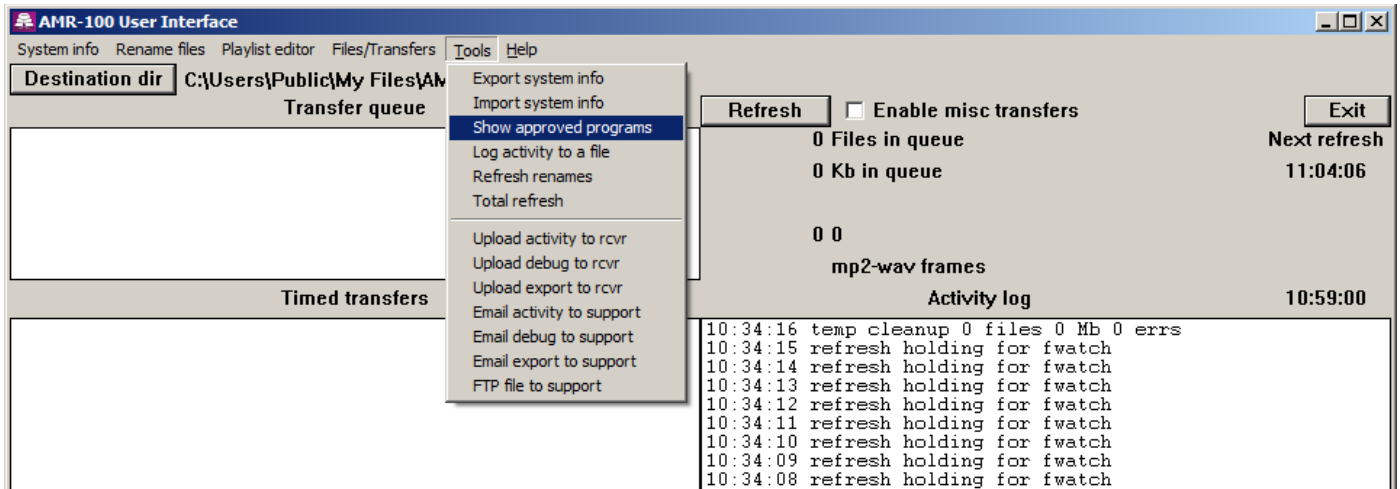 AMR-100 User Interface
System info Rename files Playlist editor Files/Transfers Tools Help
Destination dir C:\Users\Public\My Files\AM
Export system info
Import system info
Show approved programs
Log activity to a file
Refresh renames
Total refresh
Upload activity to rcvr
Upload debug to rcvr
Upload export to rcvr
Email activity to support
Email debug to support
Email export to support
FTP file to support
Transfer queue
Refresh Enable misc transfers Exit
0 Files in queue Next refresh
0 Kb in queue 11:04:06
0 0
mp2-wav frames
Timed transfers
Activity log 10:59:00
10:34:16 temp cleanup 0 files 0 Mb 0 errs
10:34:15 refresh holding for fwatch
10:34:14 refresh holding for fwatch
10:34:13 refresh holding for fwatch
10:34:12 refresh holding for fwatch
10:34:11 refresh holding for fwatch
10:34:10 refresh holding for fwatch
10:34:09 refresh holding for fwatch
10:34:08 refresh holding for fwatch